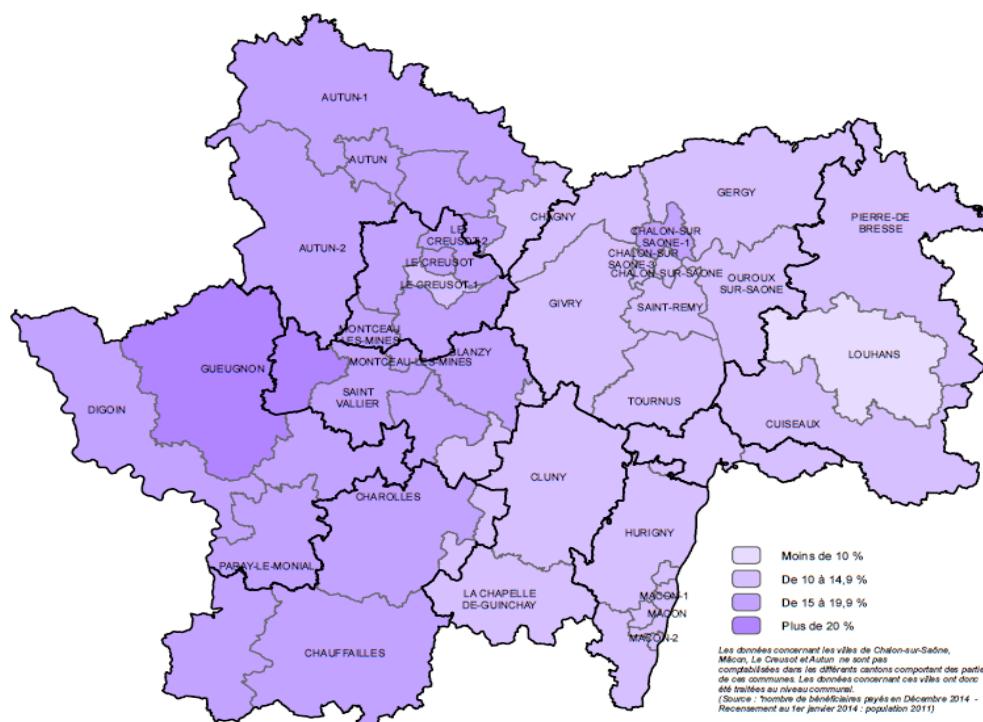 AUTUN-1
AUTUN
AUTUN-2
CHAGNY
GERGY
PIERRE-DE
BRESSE
LE
CREUSOT-2
LE CREUSOT
LE CREUSOT-1
CHALON-SUR
SAONE-1
CHALON-SUR
SAONE-3
CHALON-SUR-SAONE
OUROUX
SUR-SAONE
GIVRY
SAINT-REMY
MONTCEAU
LES-MINES
MONTCEAU-LES-MINES
BLANZY
LOUHANS
GUEUGNON
DIGOIN
SAINT
VALLIER
TOURNUS
CUISEAUX
CLUNY
CHAROLLES
HURIGNY
PARAY-LE-MONIAL
LA CHAPELLE
DE-GUINCHAY
MACON-1
MACON
MACON-2
CHAUFFAILLES
Moins de 10 %
De 10 à 14,9 %
De 15 à 19,9 %
Plus de 20 %
Les données concernant les villes de Chalon-sur-Saône,
Mâcon, Le Creusot et Autun ne sont pas
comptabilisées dans les différents cantons comportant des partie
de ces communes. Les données concernant ces villes ont donc
été traitées au niveau communal.
(Source : *nombre de bénéficiaires payés en Décembre 2014 -
Recensement au 1er janvier 2014 : population 2011)